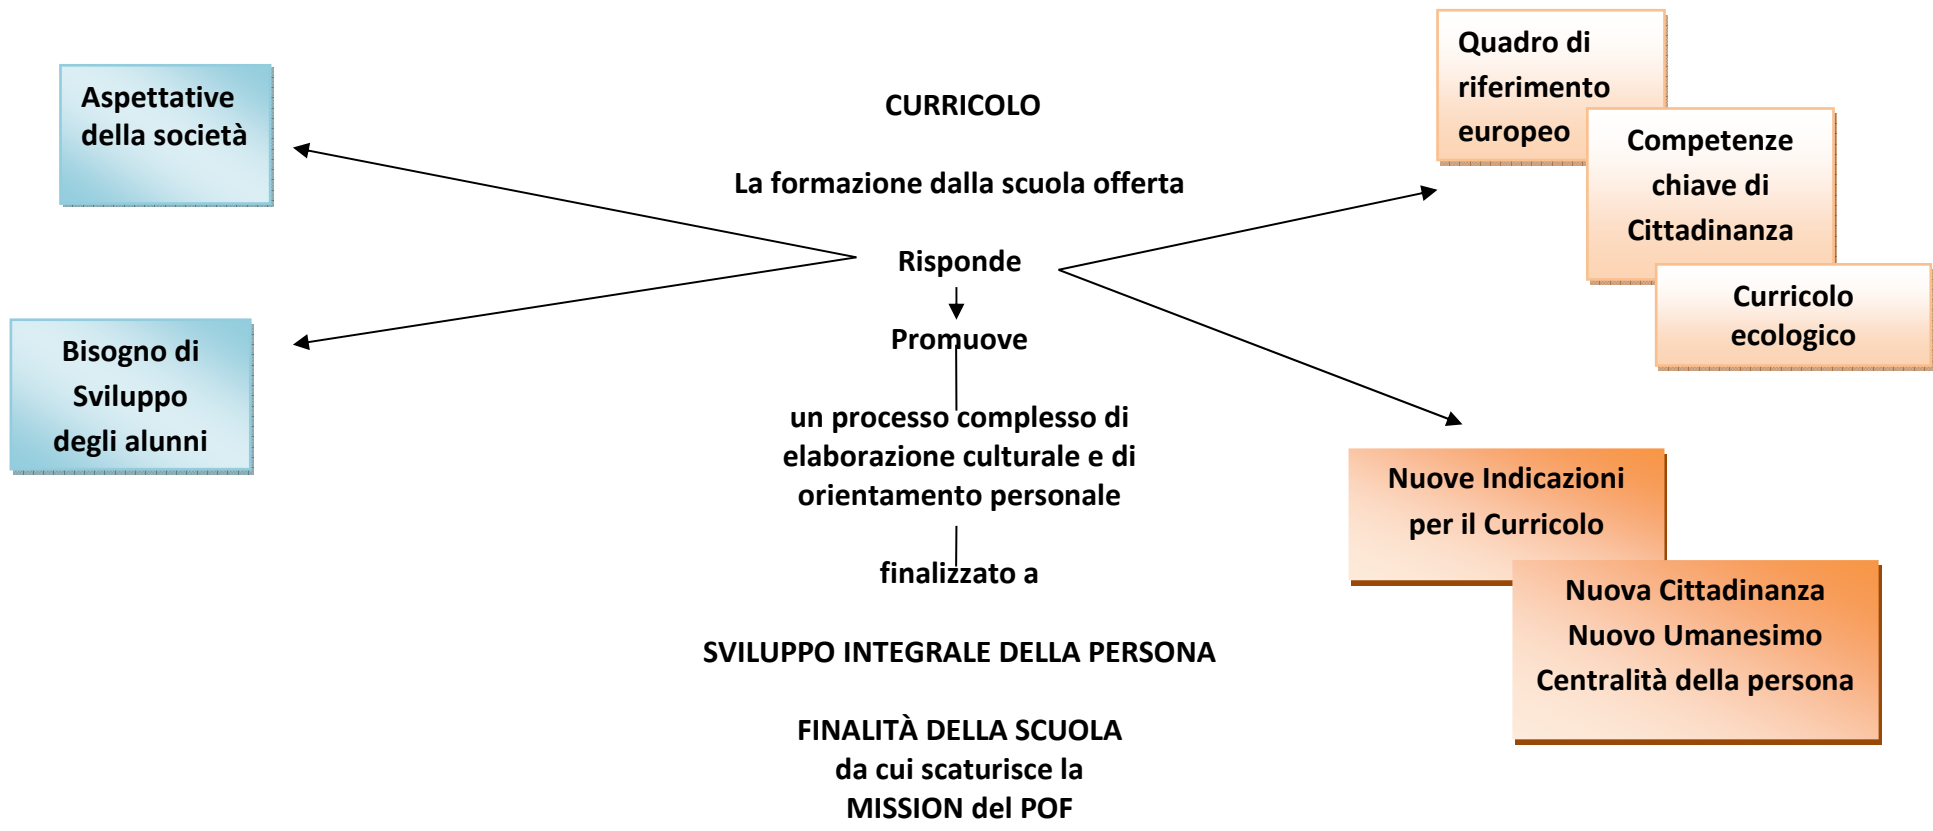 Aspettative
della società
Bisogno di
Sviluppo
degli alunni
CURRICOLO
La formazione dalla scuola offerta
Risponde
Promuove
un processo complesso di
elaborazione culturale e di
orientamento personale
finalizzato a
SVILUPPO INTEGRALE DELLA PERSONA
FINALITÀ DELLA SCUOLA
da cui scaturisce la
MISSION del POF
Quadro di
riferimento
europeo
Competenze
chiave di
Cittadinanza
Curricolo
ecologico
Nuove Indicazioni
per il Curricolo
Nuova Cittadinanza
Nuovo Umanesimo
Centralità della persona